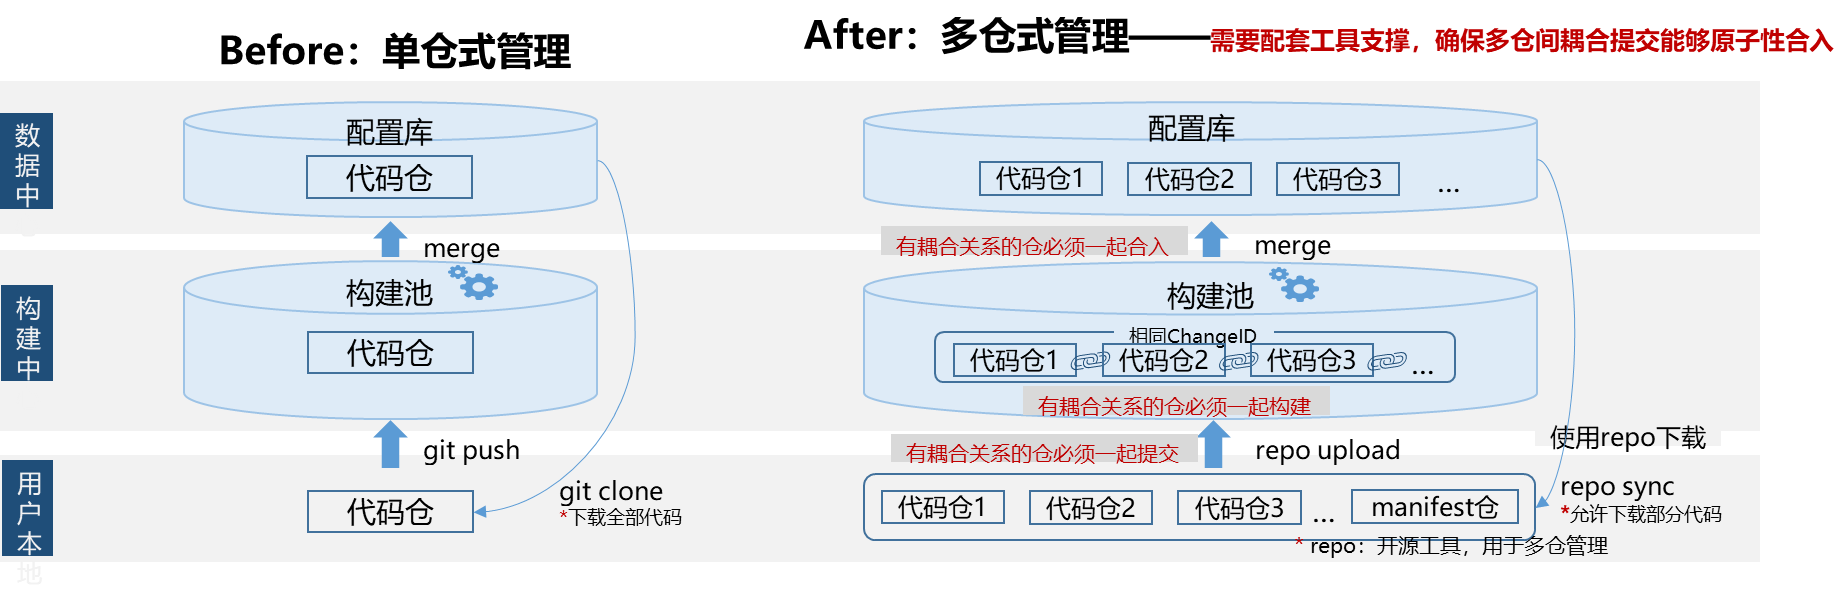 Before：单仓式管理
After：多仓式管理——需要配套工具支撑，确保多仓间耦合提交能够原子性合入
数据中
配置库
代码仓
配置库
代码仓1
代码仓2
代码仓3
...
merge
有耦合关系的仓必须一起合入
merge
构建中
构建池
代码仓
构建池
相同ChangeID
代码仓1
代码仓2
代码仓3
...
有耦合关系的仓必须一起构建
git push
有耦合关系的仓必须一起提交
repo upload
使用repo下载
用户本地
代码仓
git clone
*下载全部代码
代码仓1
代码仓2
代码仓3
...
manifest仓
repo sync
*允许下载部分代码
* repo：开源工具，用于多仓管理